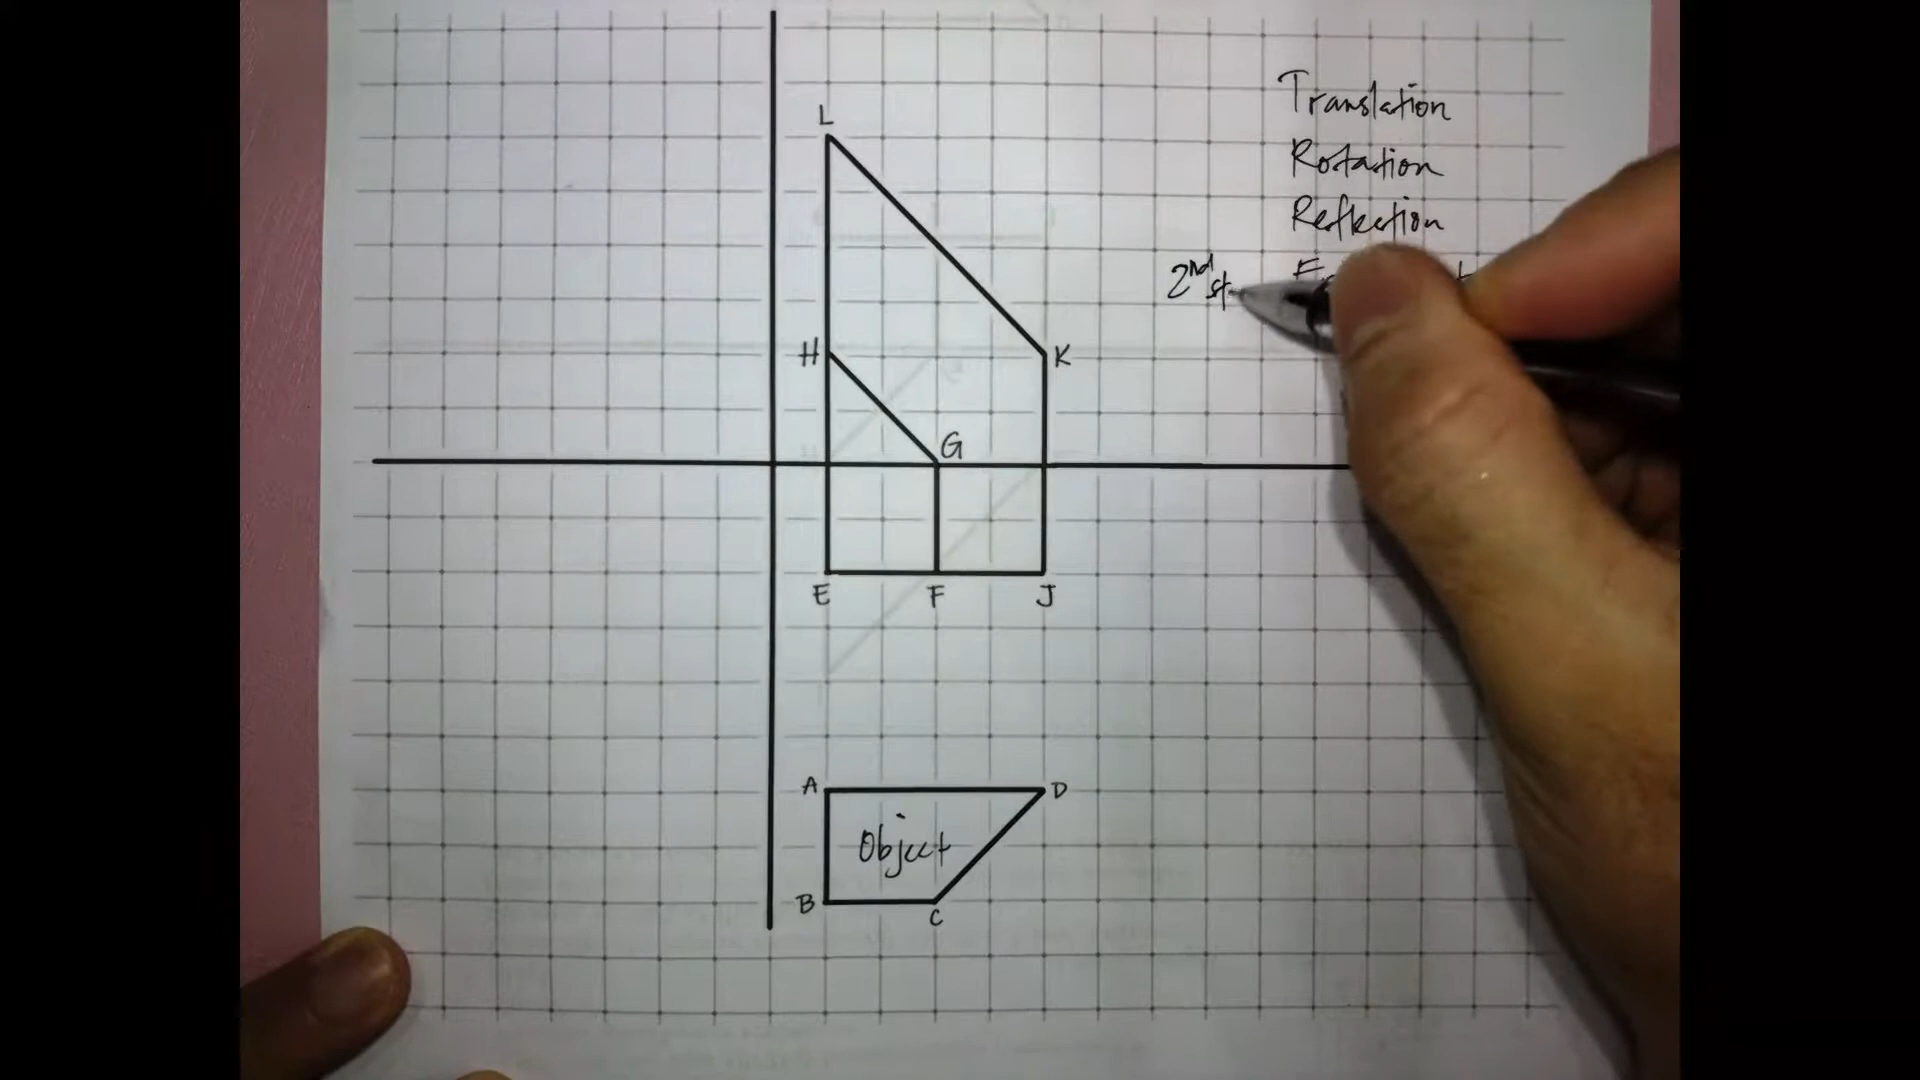 Translation
Rotation
Reflection
2nd st
L
H
K
G
E
F
J
A
D
Object
B
C